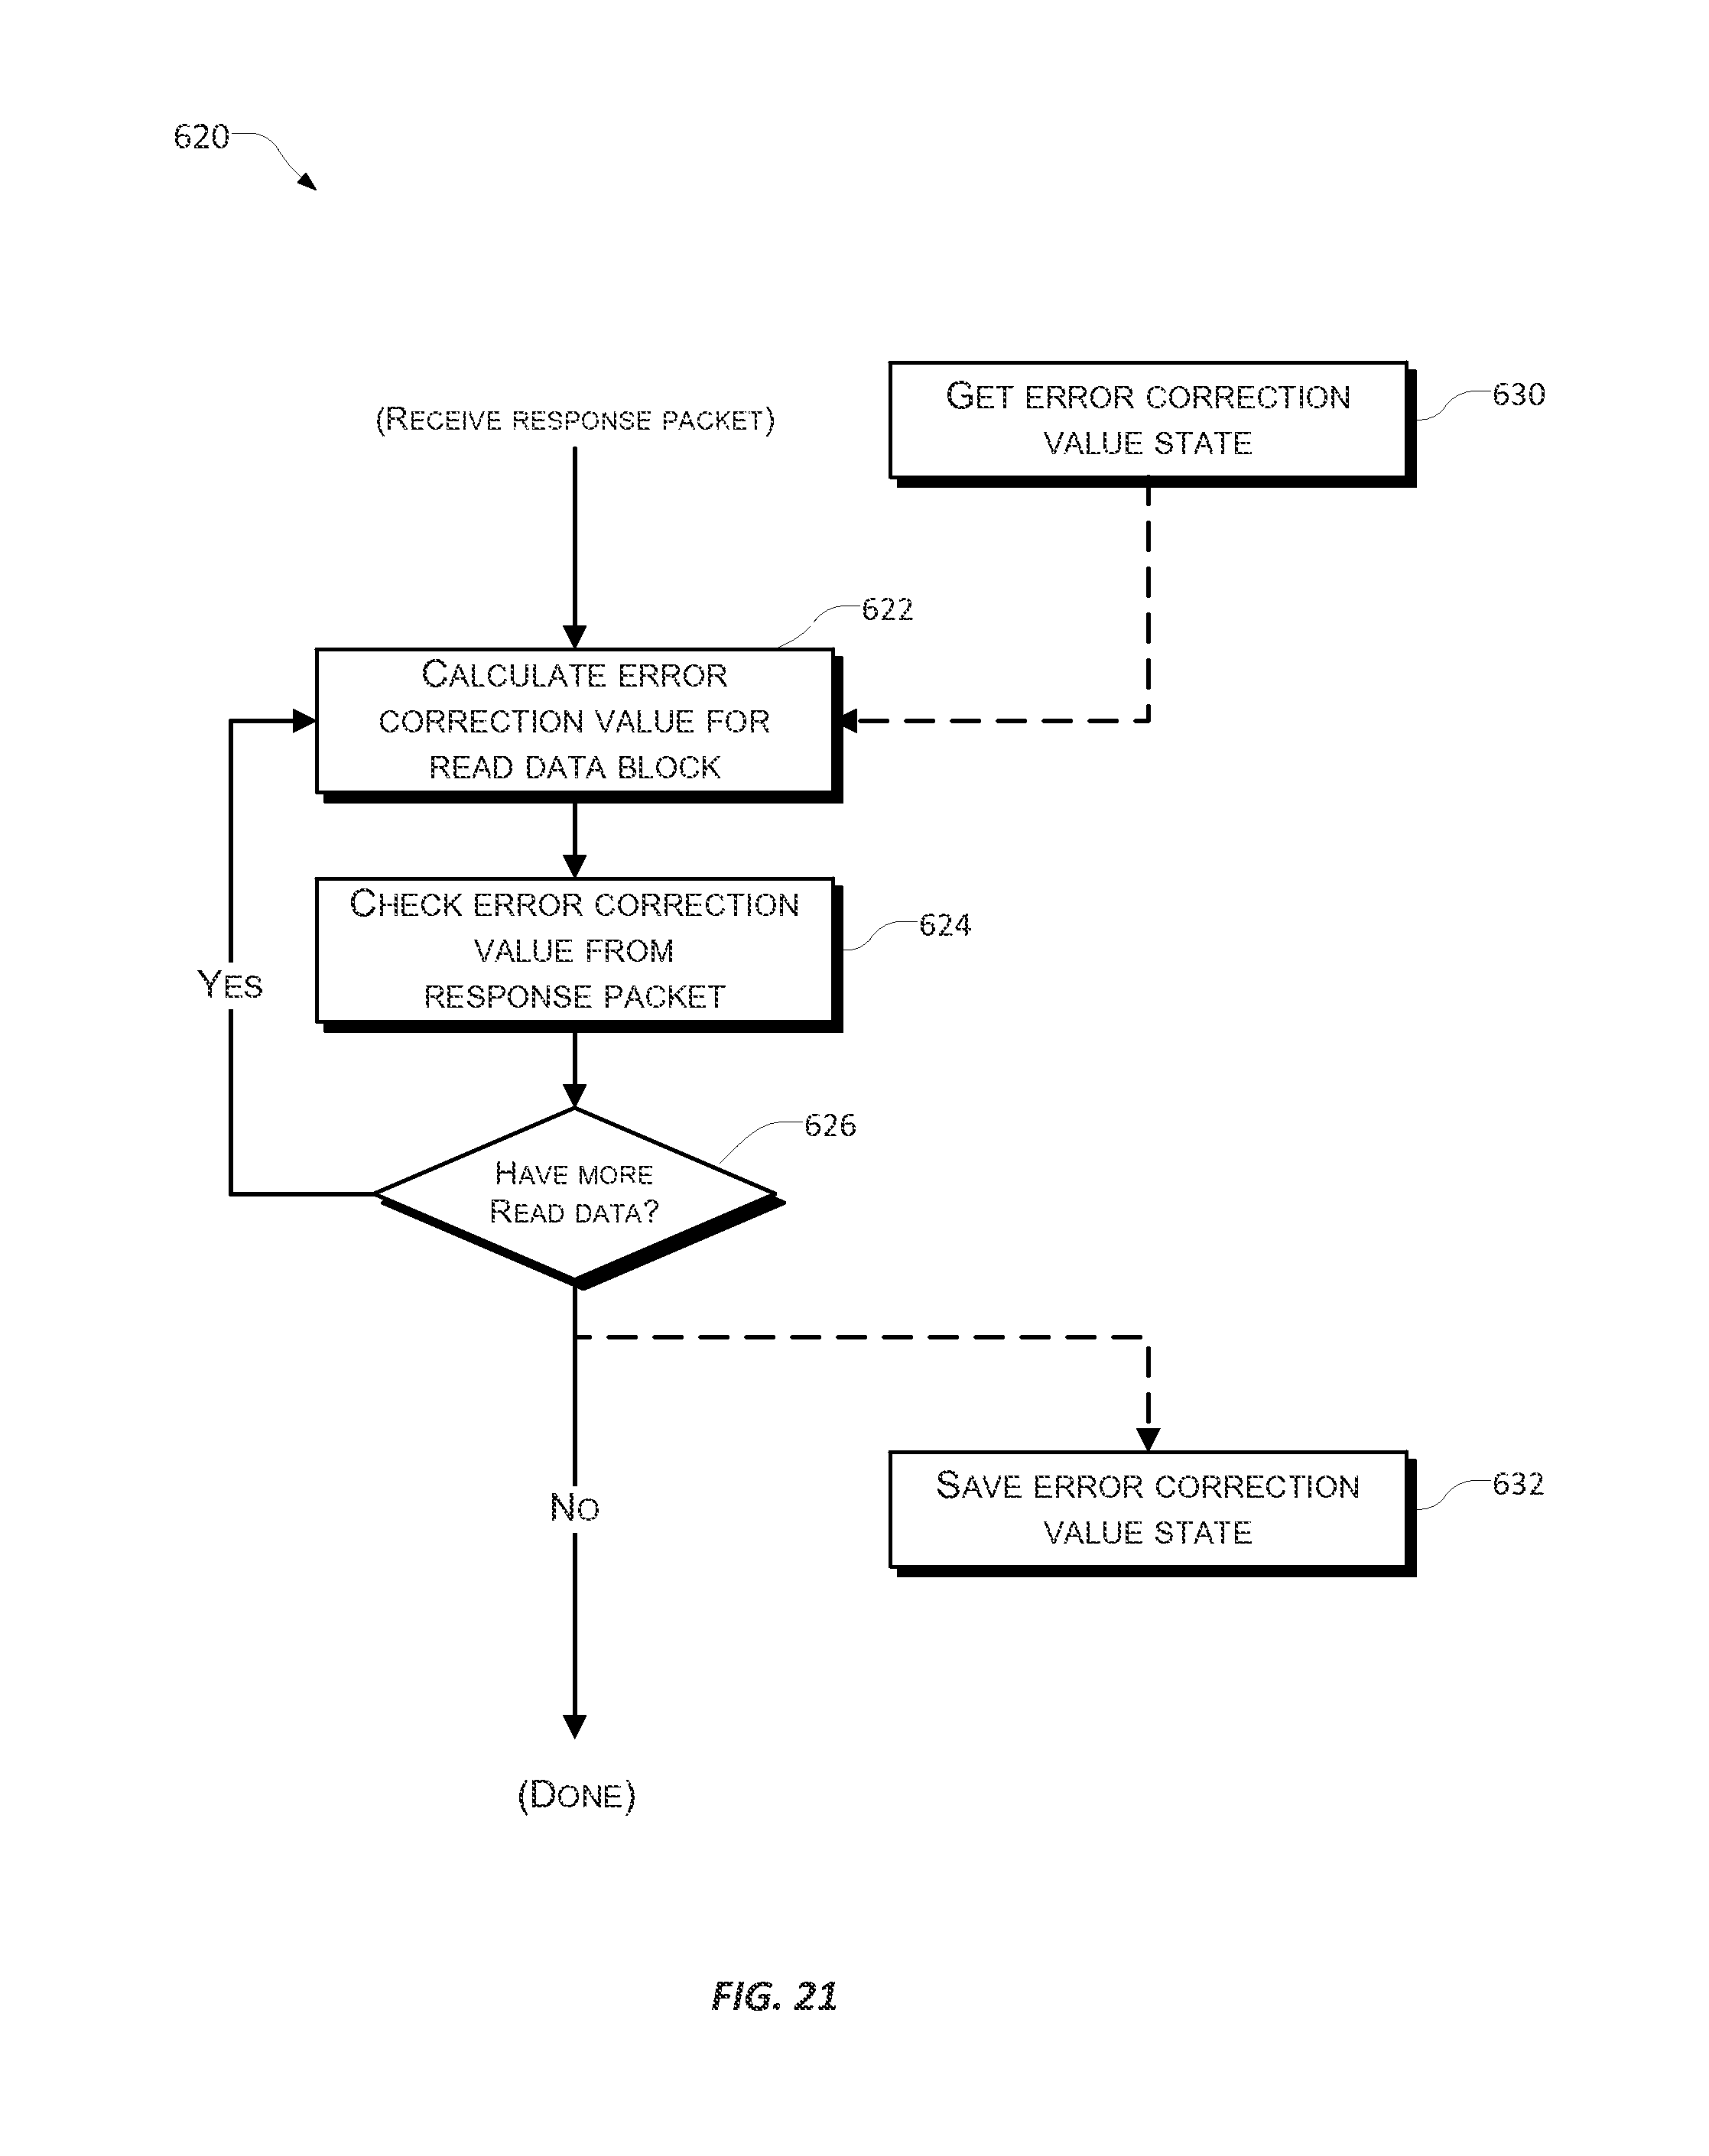 620
GET ERROR CORRECTION
VALUE STATE
630
(RECEIVE RESPONSE PACKET)
622
CALCULATE ERROR
CORRECTION VALUE FOR
READ DATA BLOCK
CHECK ERROR CORRECTION
VALUE FROM
RESPONSE PACKET
624
YES
626
HAVE MORE
READ DATA?
SAVE ERROR CORRECTION
VALUE STATE
632
NO
(DONE)
FIG. 21